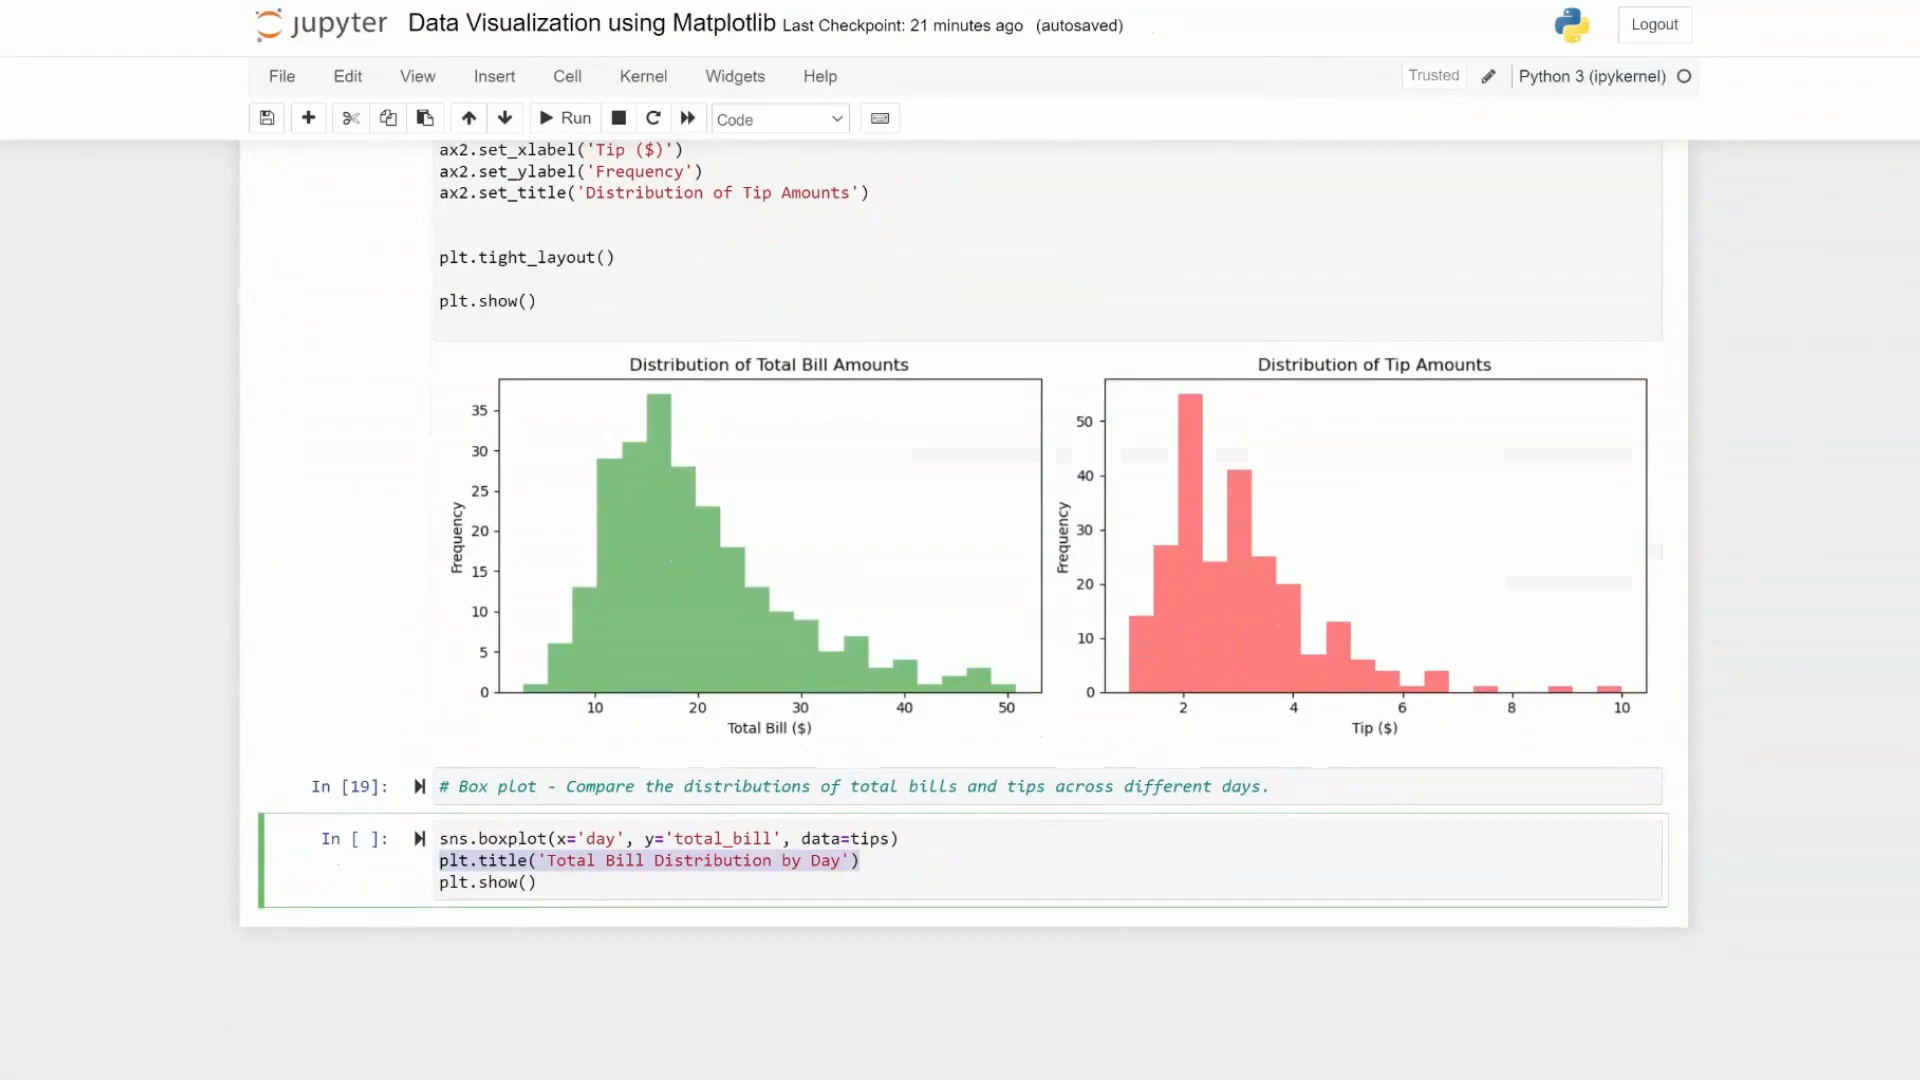 jupyter Data Visualization using Matplotlib Last Checkpoint: 21 minutes ago (autosaved) Logout
File Edit View Insert Cell Kernel Widgets Help Trusted Python 3 (ipykernel)
Run Code
ax2.set_xlabel('Tip ($)')
ax2.set_ylabel('Frequency')
ax2.set_title('Distribution of Tip Amounts')
plt.tight_layout()
plt.show()
Distribution of Total Bill Amounts
Frequency
35
30
25
20
15
10
5
0
10 20 30 40 50
Total Bill ($)
Distribution of Tip Amounts
Frequency
50
40
30
20
10
0
2 4 6 8 10
Tip ($)
In [19]: # Box plot - Compare the distributions of total bills and tips across different days.
In [ ]: sns.boxplot(x='day', y='total_bill', data=tips)
plt.title('Total Bill Distribution by Day')
plt.show()